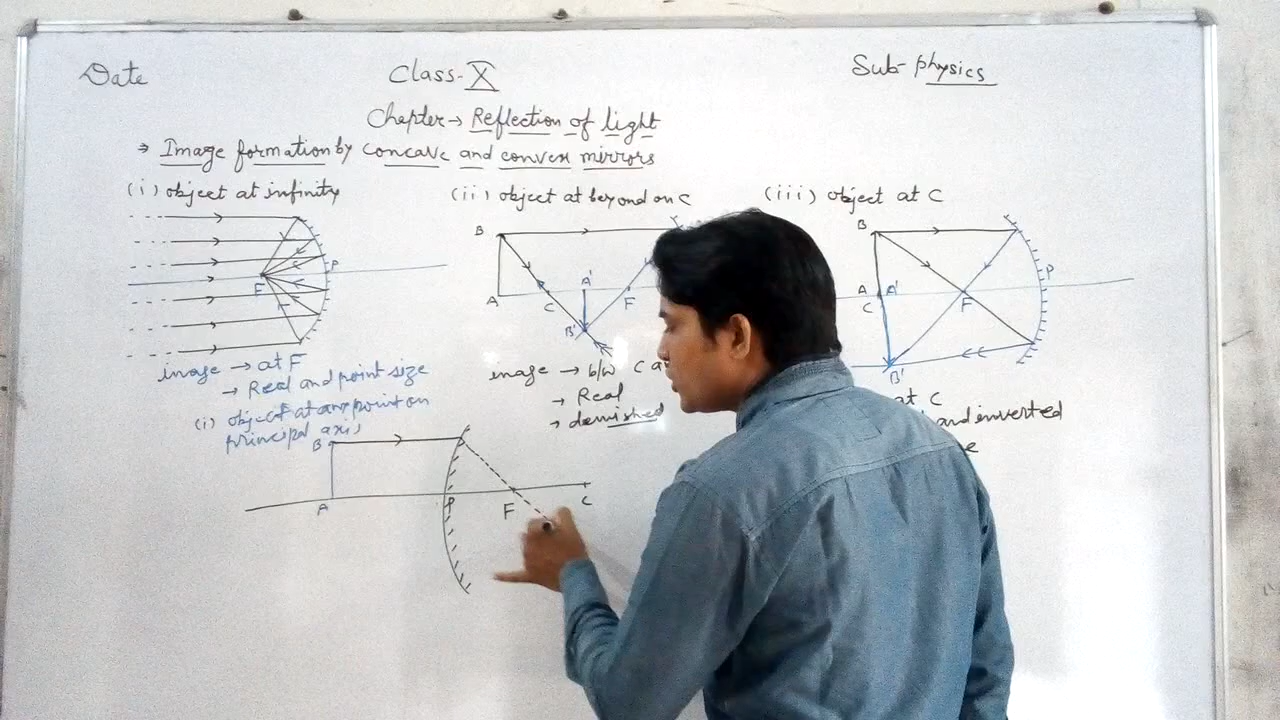 Date
Class-X
Sub-physics
Chapter→ Reflection of light
⇒ Image formation by concave and convex mirrors
(i) object at infinity
(ii) object at beyond on C
(iii) object at C
P
F
image → at F
→ Real and point size
B
A
C
A'
B'
F
image → b/w C a
→ Real
→ demished
B
A
A'
C
F
P
B'
at C
and inverted
e
(i) object at any point on
principal axis
B
A
P
F
C